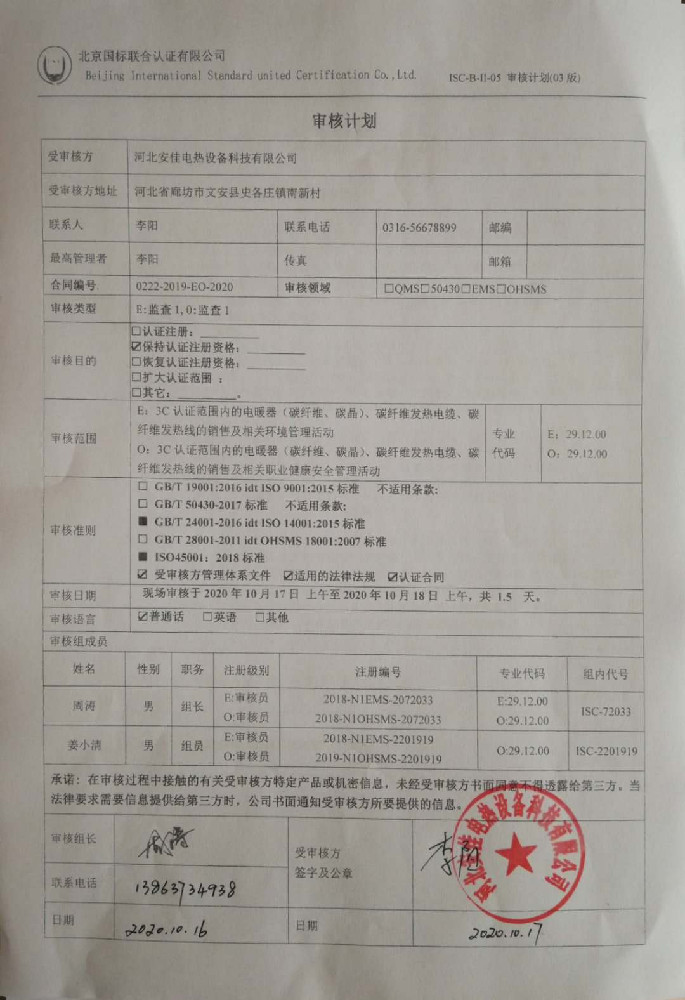 北京国标联合认证有限公司
Beijing International Standard united Certification Co.,Ltd.
ISC-B-II-05 审核计划(03 版)
审核计划
受审核方 河北安佳电热设备科技有限公司
受审核方地址 河北省廊坊市文安县史各庄镇南新村
联系人 李阳 联系电话 0316-56678899 邮编
最高管理者 李阳 传真 邮箱
合同编号. 0222-2019-EO-2020 审核领域 □QMS□50430□EMS□OHSMS
审核类型 E:监查 1,O:监查 1
审核目的
□认证注册：
☑保持认证注册资格：
□恢复认证注册资格：
□扩大认证范围 ：
□其它： 。
审核范围
E：3C 认证范围内的电暖器（碳纤维、碳晶）、碳纤维发热电缆、碳
纤维发热线的销售及相关环境管理活动
O：3C 认证范围内的电暖器（碳纤维、碳晶）、碳纤维发热电缆、碳
纤维发热线的销售及相关职业健康安全管理活动
专业
代码
E：29.12.00
O：29.12.00
审核准则
□ GB/T 19001:2016 idt ISO 9001:2015 标准 不适用条款:
□ GB/T 50430-2017 标准 不适用条款:
■ GB/T 24001-2016 idt ISO 14001:2015 标准
□ GB/T 28001-2011 idt OHSMS 18001:2007 标准
■ ISO45001：2018 标准
☑ 受审核方管理体系文件 ☑适用的法律法规 ☑认证合同
审核日期 现场审核于 2020 年 10 月 17 日 上午至 2020 年 10 月 18 日 上午，共 1.5 天。
审核语言 ☑普通话 □英语 □其他
审核组成员
姓名 性别 职务 注册级别 注册编号 专业代码 组内代号
周涛 男 组长 E:审核员 2018-N1EMS-2072033 E:29.12.00 ISC-72033
O:审核员 2018-N1OHSMS-2072033 O:29.12.00
姜小清 男 组员 E:审核员 2018-N1EMS-2201919 O:29.12.00 ISC-2201919
O:审核员 2019-N1OHSMS-2201919
承诺：在审核过程中接触的有关受审核方特定产品或机密信息，未经受审核方书面同意不得透露给第三方。当
法律要求需要信息提供给第三方时，公司书面通知受审核方所要提供的信息。
审核组长 周涛
受审核方
签字及公章
李阳
河北安佳电热设备科技有限公司
联系电话 13863734938
日期 2020.10.16
日期 2020.10.17